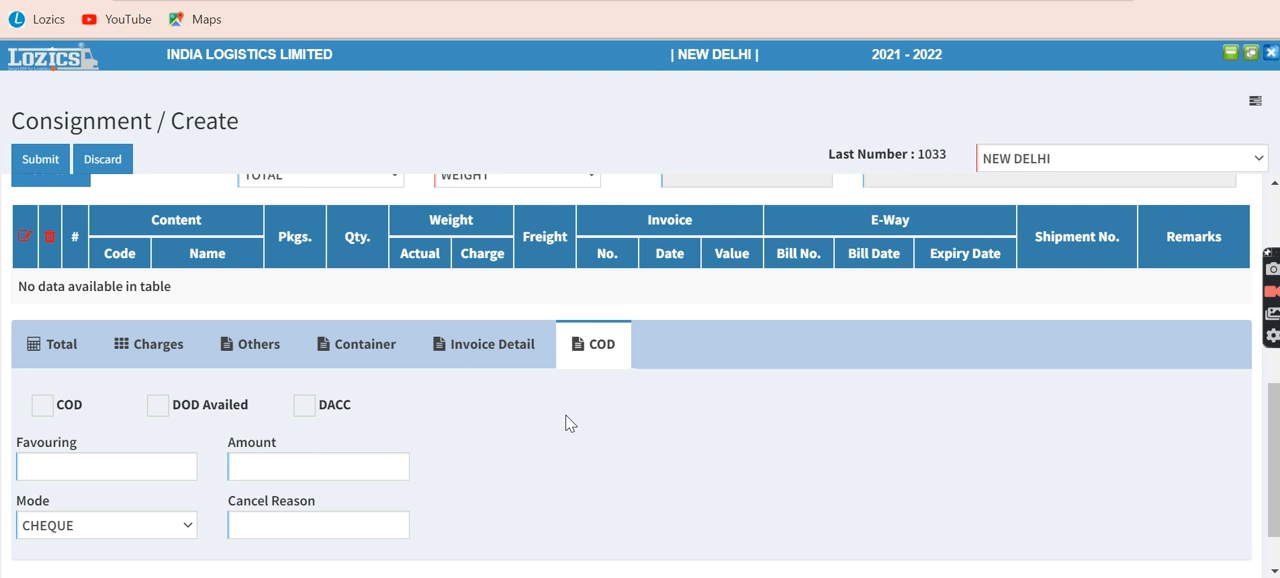 Lozics YouTube Maps
LOZICS INDIA LOGISTICS LIMITED | NEW DELHI | 2021 - 2022
Consignment / Create
Submit Discard Last Number : 1033 NEW DELHI
TOTAL WEIGHT
# Content Pkgs. Qty. Weight Freight Invoice E-Way Shipment No. Remarks
Code Name Actual Charge No. Date Value Bill No. Bill Date Expiry Date
No data available in table
Total Charges Others Container Invoice Detail COD
COD DOD Availed DACC
Favouring Amount
Mode Cancel Reason
CHEQUE